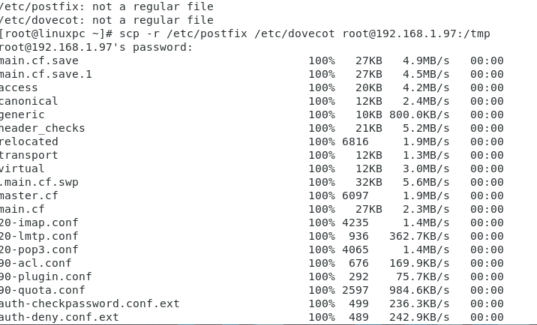 /etc/postfix: not a regular file
/etc/dovecot: not a regular file
[root@linuxpc ~]# scp -r /etc/postfix /etc/dovecot root@192.168.1.97:/tmp
root@192.168.1.97's password:
main.cf.save 100% 27KB 4.9MB/s 00:00
main.cf.save.1 100% 27KB 4.5MB/s 00:00
access 100% 20KB 4.2MB/s 00:00
canonical 100% 12KB 2.4MB/s 00:00
generic 100% 10KB 800.0KB/s 00:00
header_checks 100% 21KB 5.2MB/s 00:00
relocated 100% 6816 1.9MB/s 00:00
transport 100% 12KB 1.3MB/s 00:00
virtual 100% 12KB 3.0MB/s 00:00
.main.cf.swp 100% 32KB 5.6MB/s 00:00
master.cf 100% 6097 1.9MB/s 00:00
main.cf 100% 27KB 2.3MB/s 00:00
20-imap.conf 100% 4235 1.4MB/s 00:00
20-lmtp.conf 100% 936 362.7KB/s 00:00
20-pop3.conf 100% 4065 1.4MB/s 00:00
90-acl.conf 100% 676 169.9KB/s 00:00
90-plugin.conf 100% 292 75.7KB/s 00:00
90-quota.conf 100% 2597 984.6KB/s 00:00
auth-checkpassword.conf.ext 100% 499 236.3KB/s 00:00
auth-deny.conf.ext 100% 489 242.9KB/s 00:00